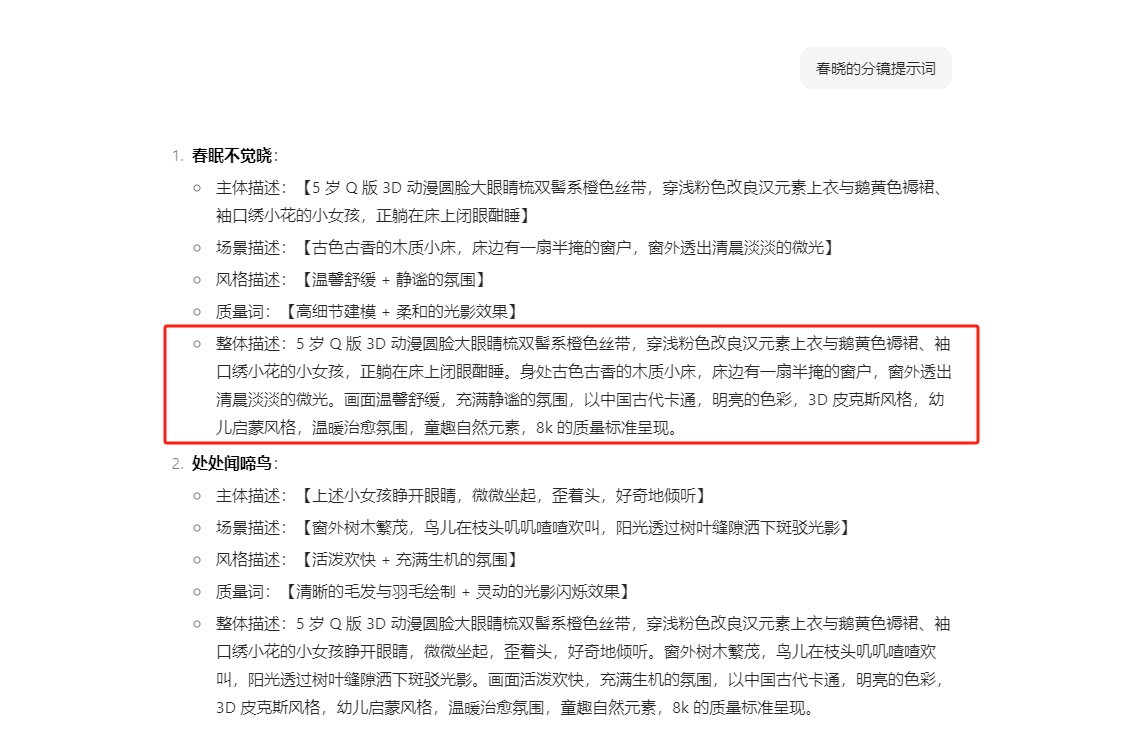 春晓的分镜提示词
1. 春眠不觉晓：
主体描述：【5 岁 Q 版 3D 动漫圆脸大眼睛梳双髻系橙色丝带，穿浅粉色改良汉元素上衣与鹅黄色褥裙、
袖口绣小花的小女孩，正躺在床上闭眼酣睡】
场景描述：【古色古香的木质小床，床边有一扇半掩的窗户，窗外透出清晨淡淡的微光】
风格描述：【温馨舒缓 + 静谧的氛围】
质量词：【高细节建模 + 柔和的光影效果】
整体描述：5 岁 Q 版 3D 动漫圆脸大眼睛梳双髻系橙色丝带，穿浅粉色改良汉元素上衣与鹅黄色褥裙、袖
口绣小花的小女孩，正躺在床上闭眼酣睡。身处古色古香的木质小床，床边有一扇半掩的窗户，窗外透出
清晨淡淡的微光。画面温馨舒缓，充满静谧的氛围，以中国古代卡通，明亮的色彩，3D 皮克斯风格，幼
儿启蒙风格，温暖治愈氛围，童趣自然元素，8k 的质量标准呈现。
2. 处处闻啼鸟：
主体描述：【上述小女孩睁开眼睛，微微坐起，歪着头，好奇地倾听】
场景描述：【窗外树木繁茂，鸟儿在枝头叽叽喳喳欢叫，阳光透过树叶缝隙洒下斑驳光影】
风格描述：【活泼欢快 + 充满生机的氛围】
质量词：【清晰的毛发与羽毛绘制 + 灵动的光影闪烁效果】
整体描述：5 岁 Q 版 3D 动漫圆脸大眼睛梳双髻系橙色丝带，穿浅粉色改良汉元素上衣与鹅黄色褥裙、袖
口绣小花的小女孩睁开眼睛，微微坐起，歪着头，好奇地倾听。窗外树木繁茂，鸟儿在枝头叽叽喳喳欢
叫，阳光透过树叶缝隙洒下斑驳光影。画面活泼欢快，充满生机的氛围，以中国古代卡通，明亮的色彩，
3D 皮克斯风格，幼儿启蒙风格，温暖治愈氛围，童趣自然元素，8k 的质量标准呈现。